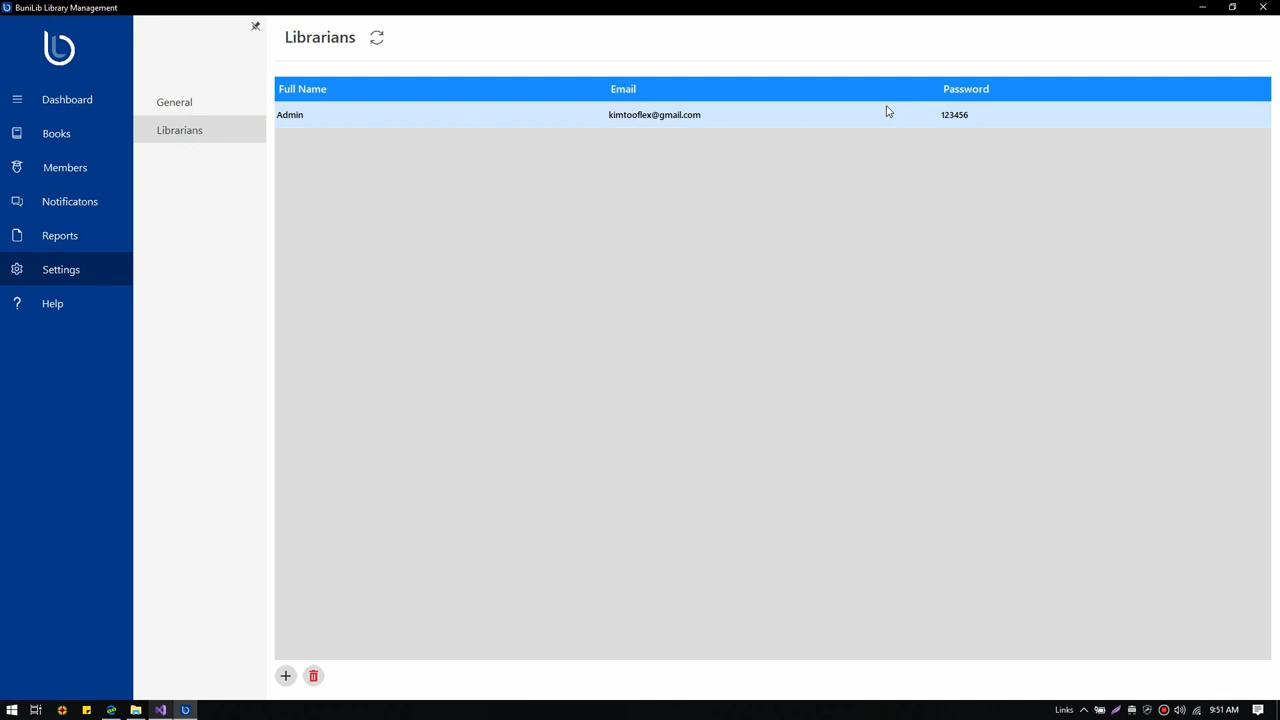 BuniLib Library Management
Dashboard
Books
Members
Notificatons
Reports
Settings
Help
General
Librarians
Librarians
Full Name Email Password
Admin kimtooflex@gmail.com 123456
Links 9:51 AM